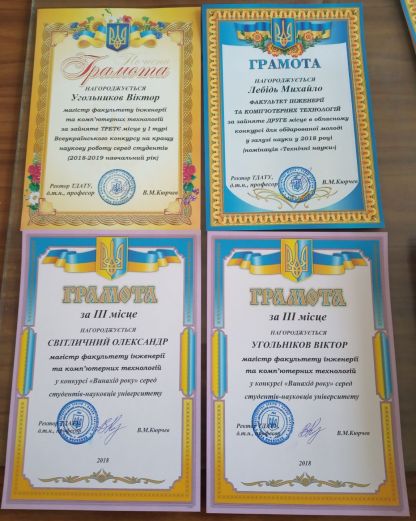 Почесна
Грамота
НАГОРОДЖУЄТЬСЯ
Угольников Віктор
магістр факультету інженерії
та комп'ютерних технологій
за зайняте ТРЕТЄ місце у І турі
Всеукраїнського конкурсу на кращу
наукову роботу серед студентів
(2018-2019 навчальний рік)
Ректор ТДАТУ,
д.т.н., професор
В.М.Кюрчев
ГРАМОТА
НАГОРОДЖУЄТЬСЯ
Лебідь Михайло
ФАКУЛЬТЕТ ІНЖЕНЕРІЇ
ТА КОМП'ЮТЕРНИХ ТЕХНОЛОГІЙ
за зайняте ДРУГЕ місце в обласному
конкурсі для обдарованої молоді
у галузі науки у 2018 році
(номінація «Технічні науки»)
Ректор ТДАТУ,
д.т.н., професор
В.М.Кюрчев
ГРАМОТА
за ІІІ місце
НАГОРОДЖУЄТЬСЯ
СВІТЛИЧНИЙ ОЛЕКСАНДР
магістр факультету інженерії
та комп'ютерних технологій
у конкурсі «Винахід року» серед
студентів-науковців університету
Ректор ТДАТУ,
д.т.н., професор
В.М.Кюрчев
2018
ГРАМОТА
за ІІІ місце
НАГОРОДЖУЄТЬСЯ
УГОЛЬНІКОВ ВІКТОР
магістр факультету інженерії
та комп'ютерних технологій
у конкурсі «Винахід року» серед
студентів-науковців університету
Ректор ТДАТУ,
д.т.н., професор
В.М.Кюрчев
2018